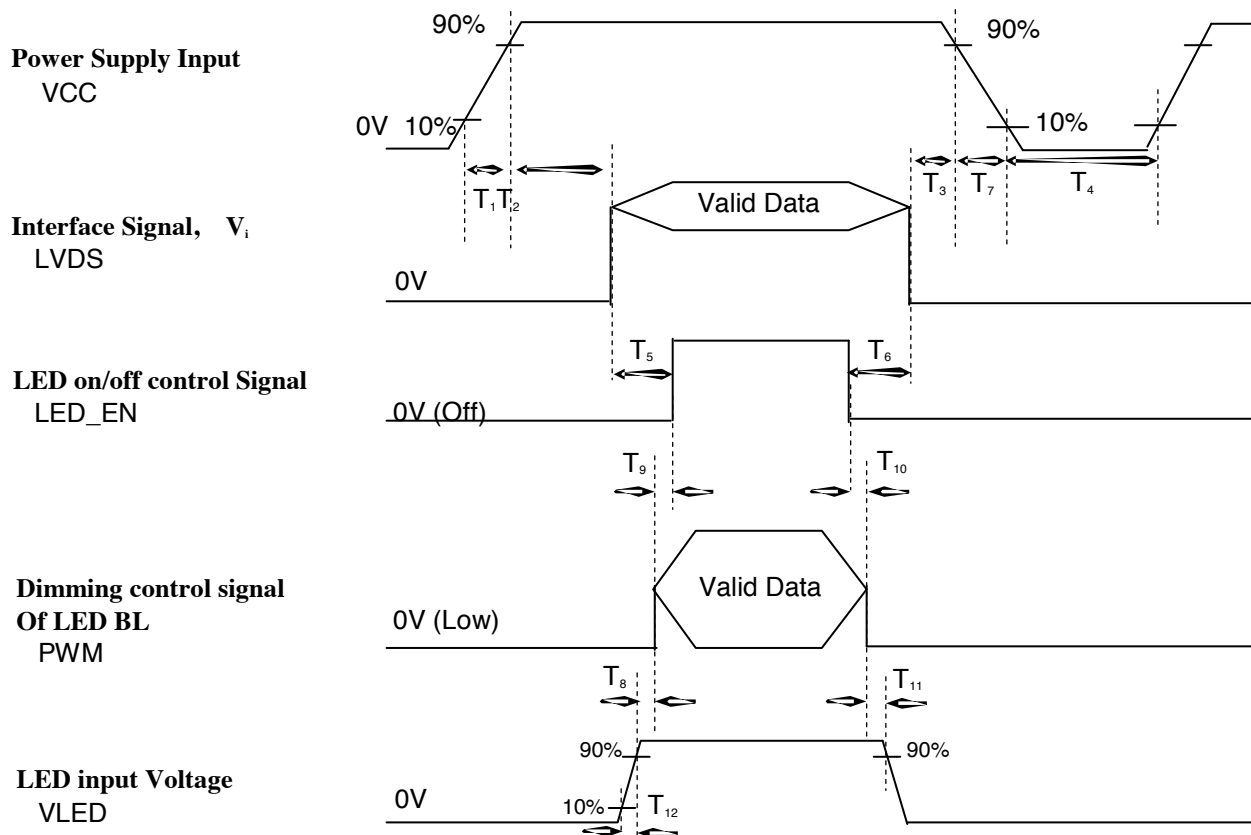 Power Supply Input
VCC
90%
0V 10%
90%
10%
T₁T₂
T₃
T₇
T₄
Interface Signal， Vᵢ
LVDS
Valid Data
0V
LED on/off control Signal
LED_EN
T₅
T₆
0V (Off)
T₉
T₁₀
Dimming control signal
Of LED BL
PWM
Valid Data
0V (Low)
T₈
T₁₁
LED input Voltage
VLED
90%
90%
0V
10%
T₁₂